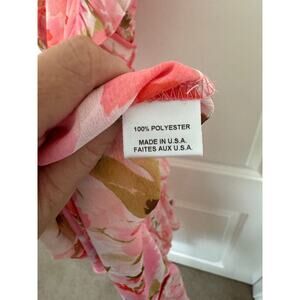 100% POLYESTER
MADE IN U.S.A.
FAITES AUX U.S.A.